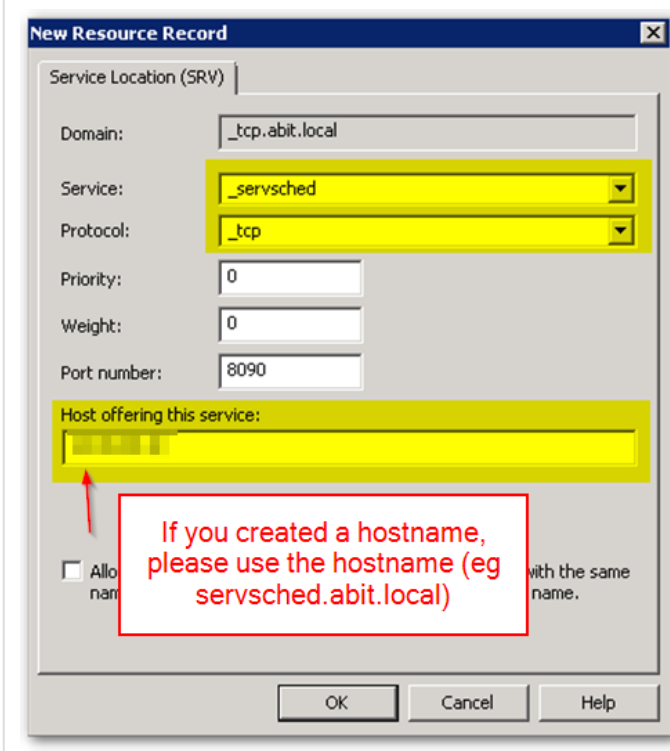 New Resource Record
Service Location (SRV)
Domain: _tcp.abit.local
Service: _servsched
Protocol: _tcp
Priority: 0
Weight: 0
Port number: 8090
Host offering this service:
If you created a hostname,
please use the hostname (eg
servsched.abit.local)
with the same
name.
OK Cancel Help